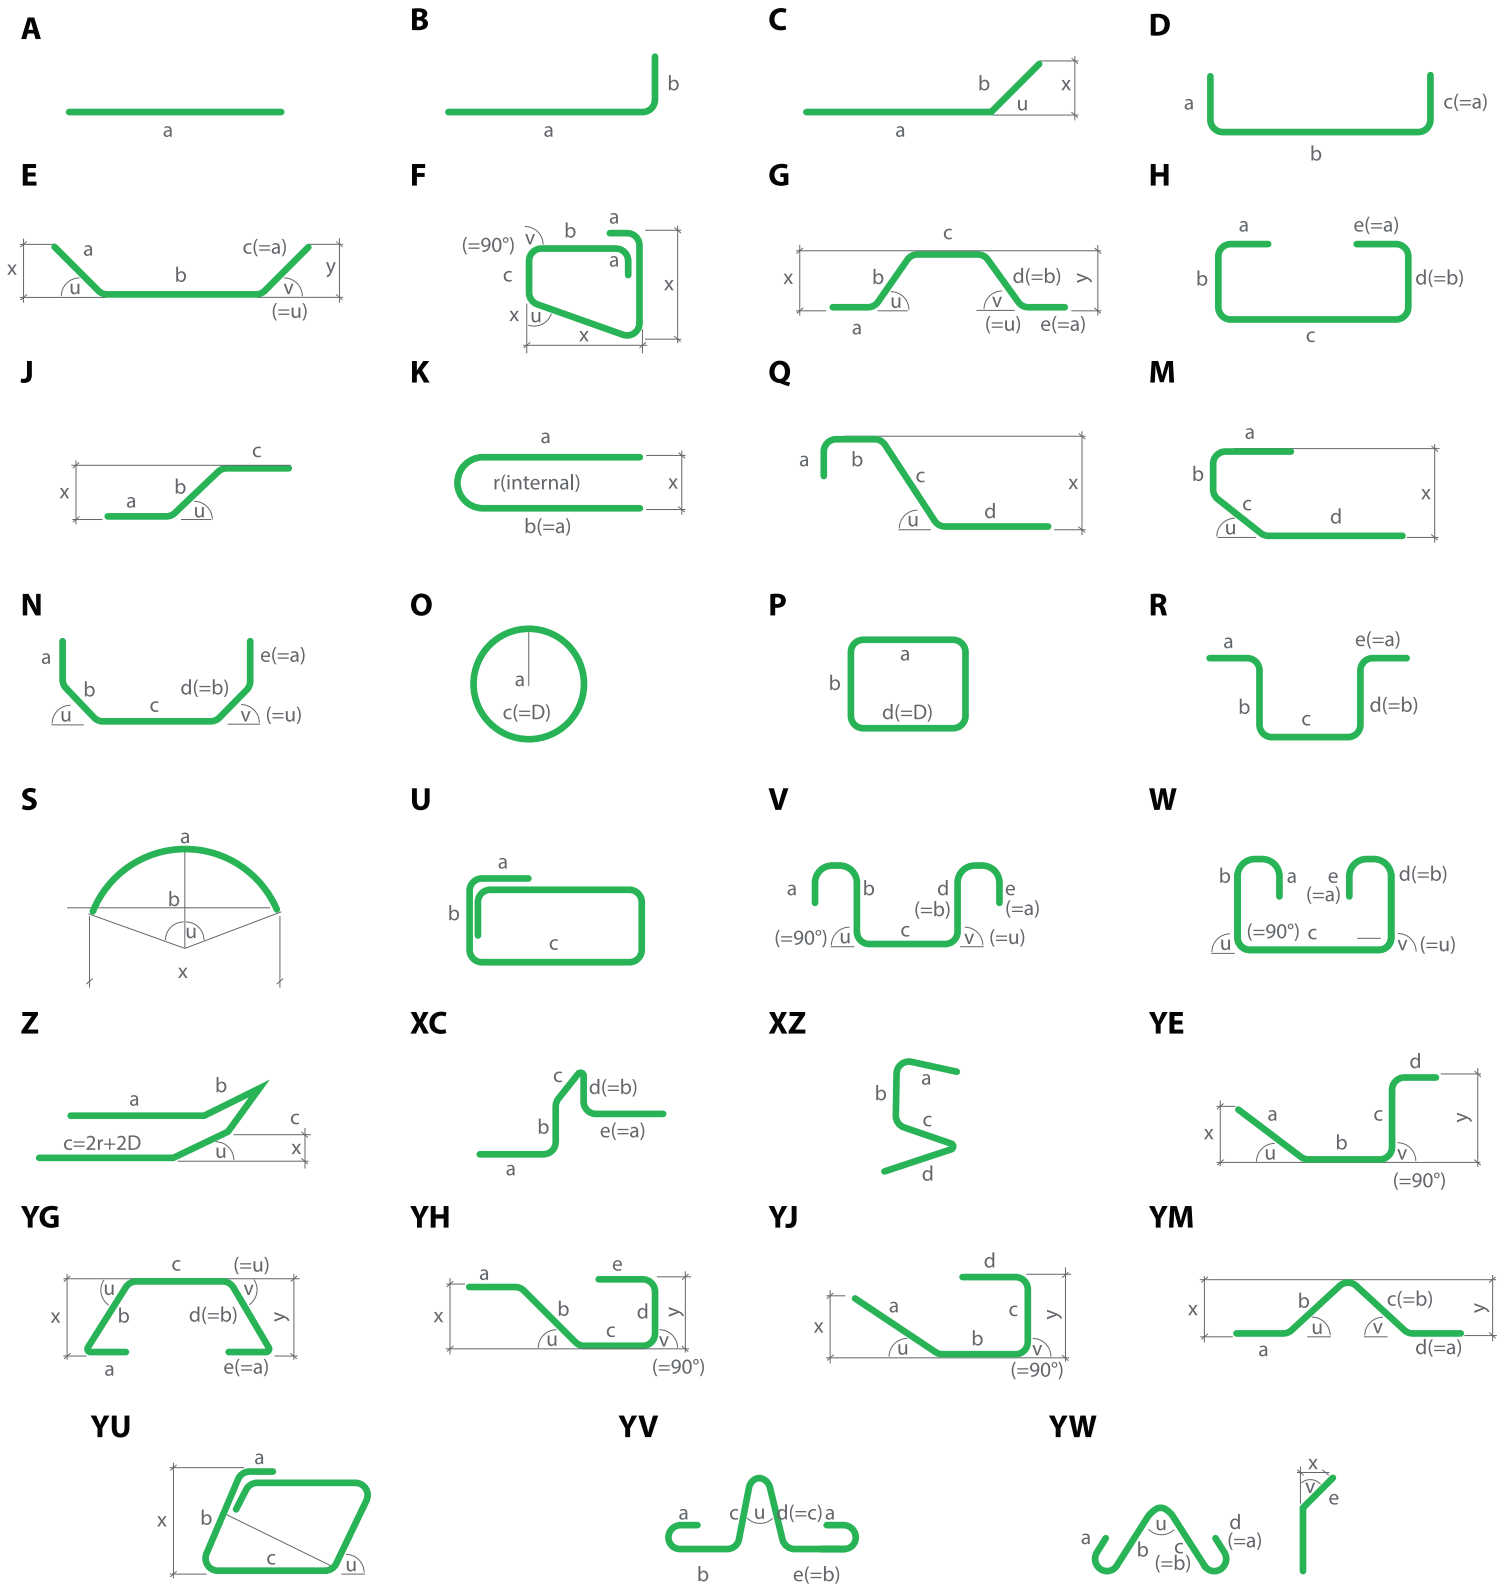 A
a
B
b
a
C
b
x
u
a
D
a
c(=a)
b
E
x
a
u
b
c(=a)
v
(=u)
y
F
a
(=90°)
v
b
a
c
x
x
u
x
G
c
x
b
u
d(=b)
v
y
a
(=u)
e(=a)
H
a
e(=a)
b
d(=b)
c
J
c
x
b
a
u
K
a
r(internal)
x
b(=a)
Q
a
b
c
x
u
d
M
a
b
c
x
u
d
N
a
e(=a)
b
d(=b)
c
u
v
(=u)
O
a
c(=D)
P
a
b
d(=D)
R
a
e(=a)
b
d(=b)
c
S
a
b
u
x
U
a
b
c
V
a
b
d
(=b)
e
(=a)
(=90°)
u
c
v
(=u)
W
b
a
e
(=a)
d(=b)
u
(=90°)
c
v
(=u)
Z
b
a
c
c=2r+2D
u
x
XC
c
d(=b)
b
e(=a)
a
XZ
a
b
c
d
YE
d
a
c
y
x
u
b
v
(=90°)
YG
c
(=u)
u
v
x
b
d(=b)
y
a
e(=a)
YH
a
e
x
b
d
y
u
c
v
(=90°)
YJ
d
a
c
y
x
u
b
v
(=90°)
YM
x
b
c(=b)
y
u
v
a
d(=a)
YU
a
x
b
c
u
YV
a
c
u
d(=c)
a
b
e(=b)
YW
a
u
b
c
(=b)
d
(=a)
x
v
e